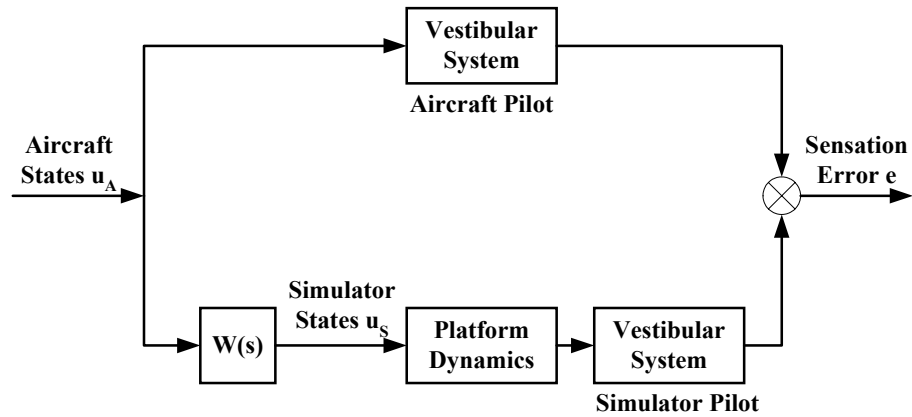 Vestibular
System
Aircraft Pilot
Aircraft
States u_A
Sensation
Error e
W(s)
Simulator
States u_S
Platform
Dynamics
Vestibular
System
Simulator Pilot